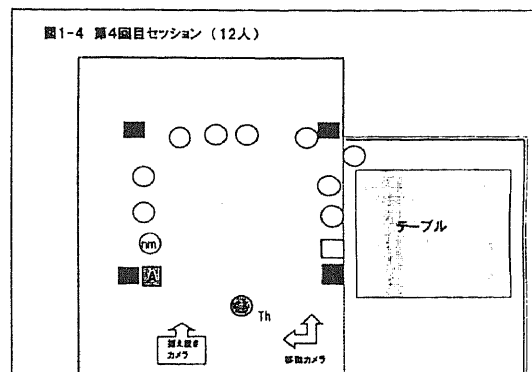 図1-4 第4回目セッション（12人）
テーブル
nm
A
Th
据え置き
カメラ
移動カメラ